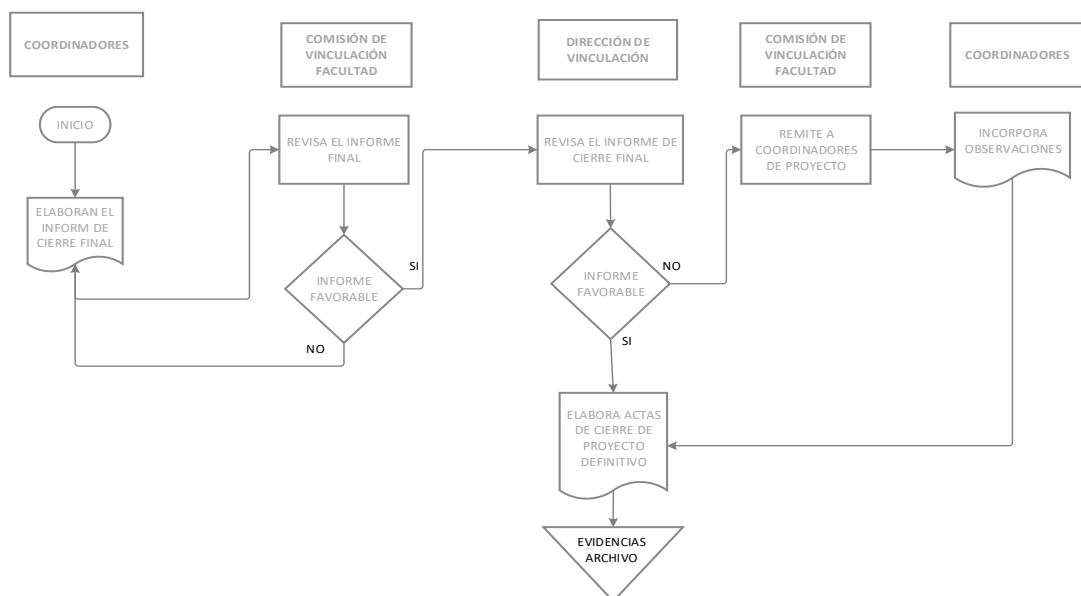 COORDINADORES
COMISIÓN DE
VINCULACIÓN
FACULTAD
DIRECCIÓN DE
VINCULACIÓN
COMISIÓN DE
VINCULACIÓN
FACULTAD
COORDINADORES
INICIO
REVISA EL INFORME
FINAL
REVISA EL INFORME DE
CIERRE FINAL
REMITE A
COORDINADORES
DE PROYECTO
INCORPORA
OBSERVACIONES
ELABORAN EL
INFORM DE
CIERRE FINAL
SI
INFORME
FAVORABLE
NO
INFORME
FAVORABLE
NO
SI
ELABORA ACTAS
DE CIERRE DE
PROYECTO
DEFINITIVO
EVIDENCIAS
ARCHIVO